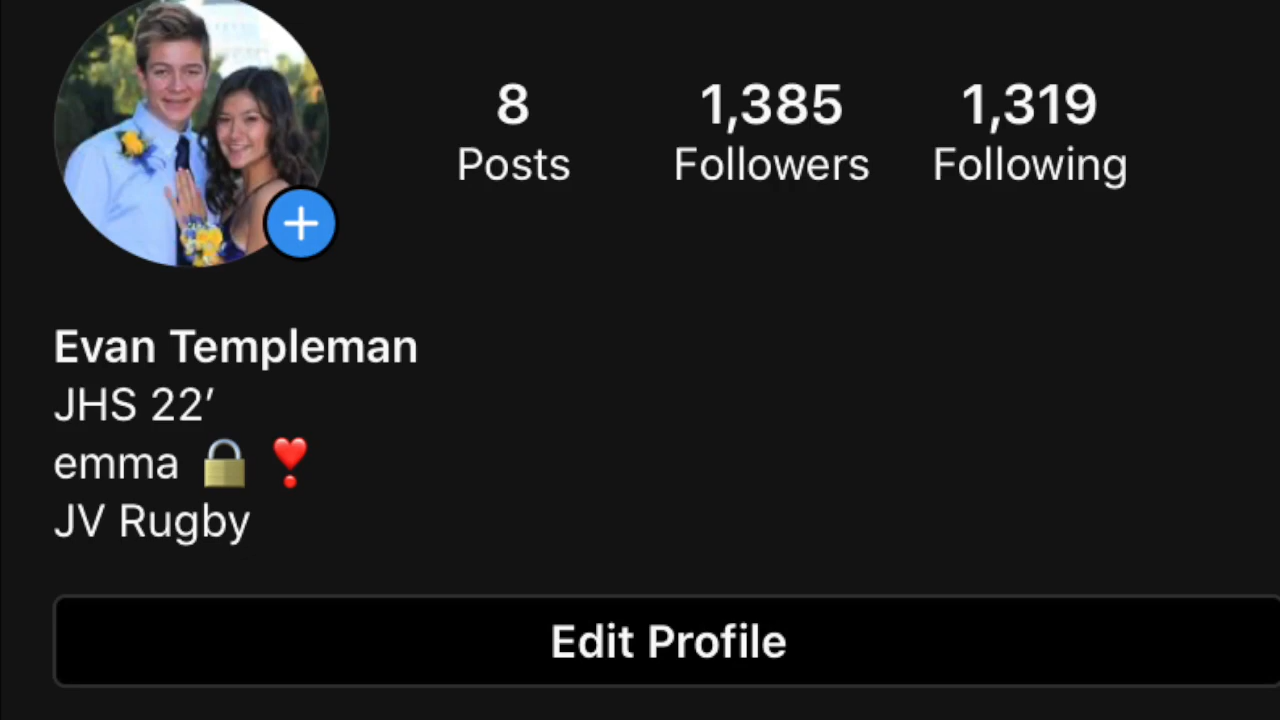 8 1,385 1,319
Posts Followers Following
Evan Templeman
JHS 22’
emma 🔒 ❣️
JV Rugby
Edit Profile